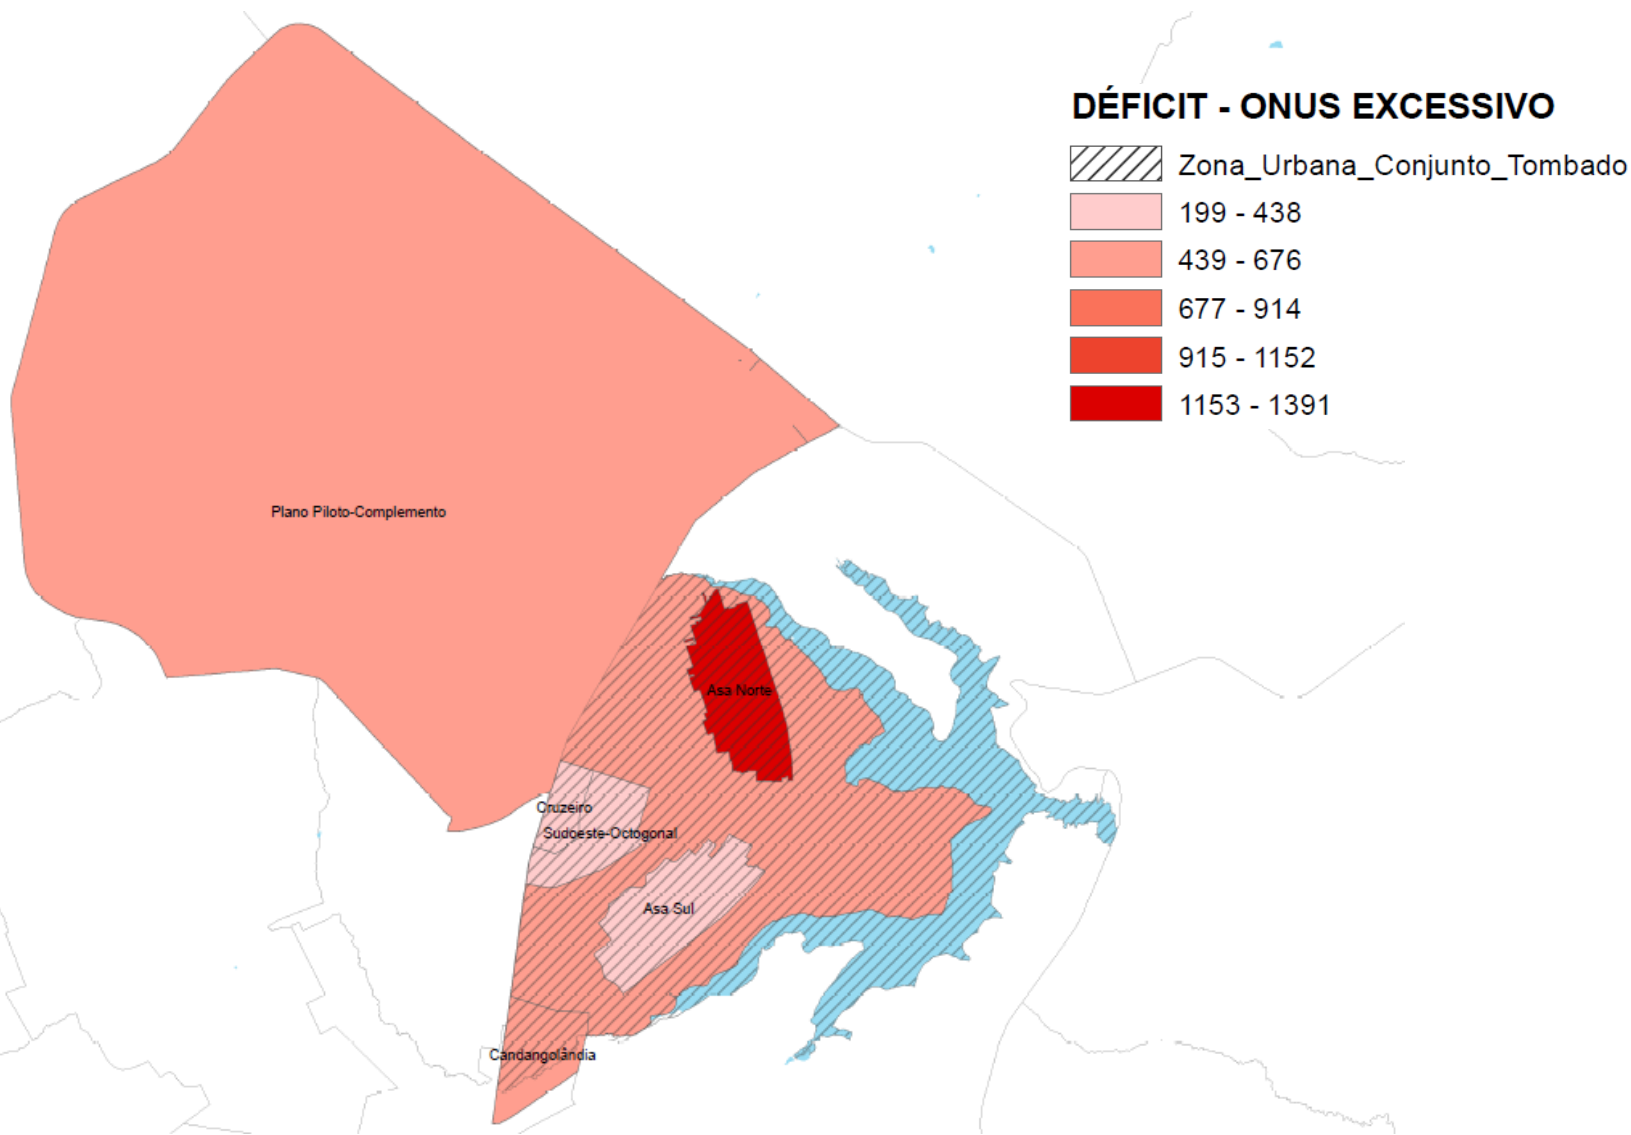 DÉFICIT - ONUS EXCESSIVO
Zona_Urbana_Conjunto_Tombado
199 - 438
439 - 676
677 - 914
915 - 1152
1153 - 1391
Plano Piloto-Complemento
Asa Norte
Cruzeiro
Sudoeste-Octogonal
Asa Sul
Candangolândia